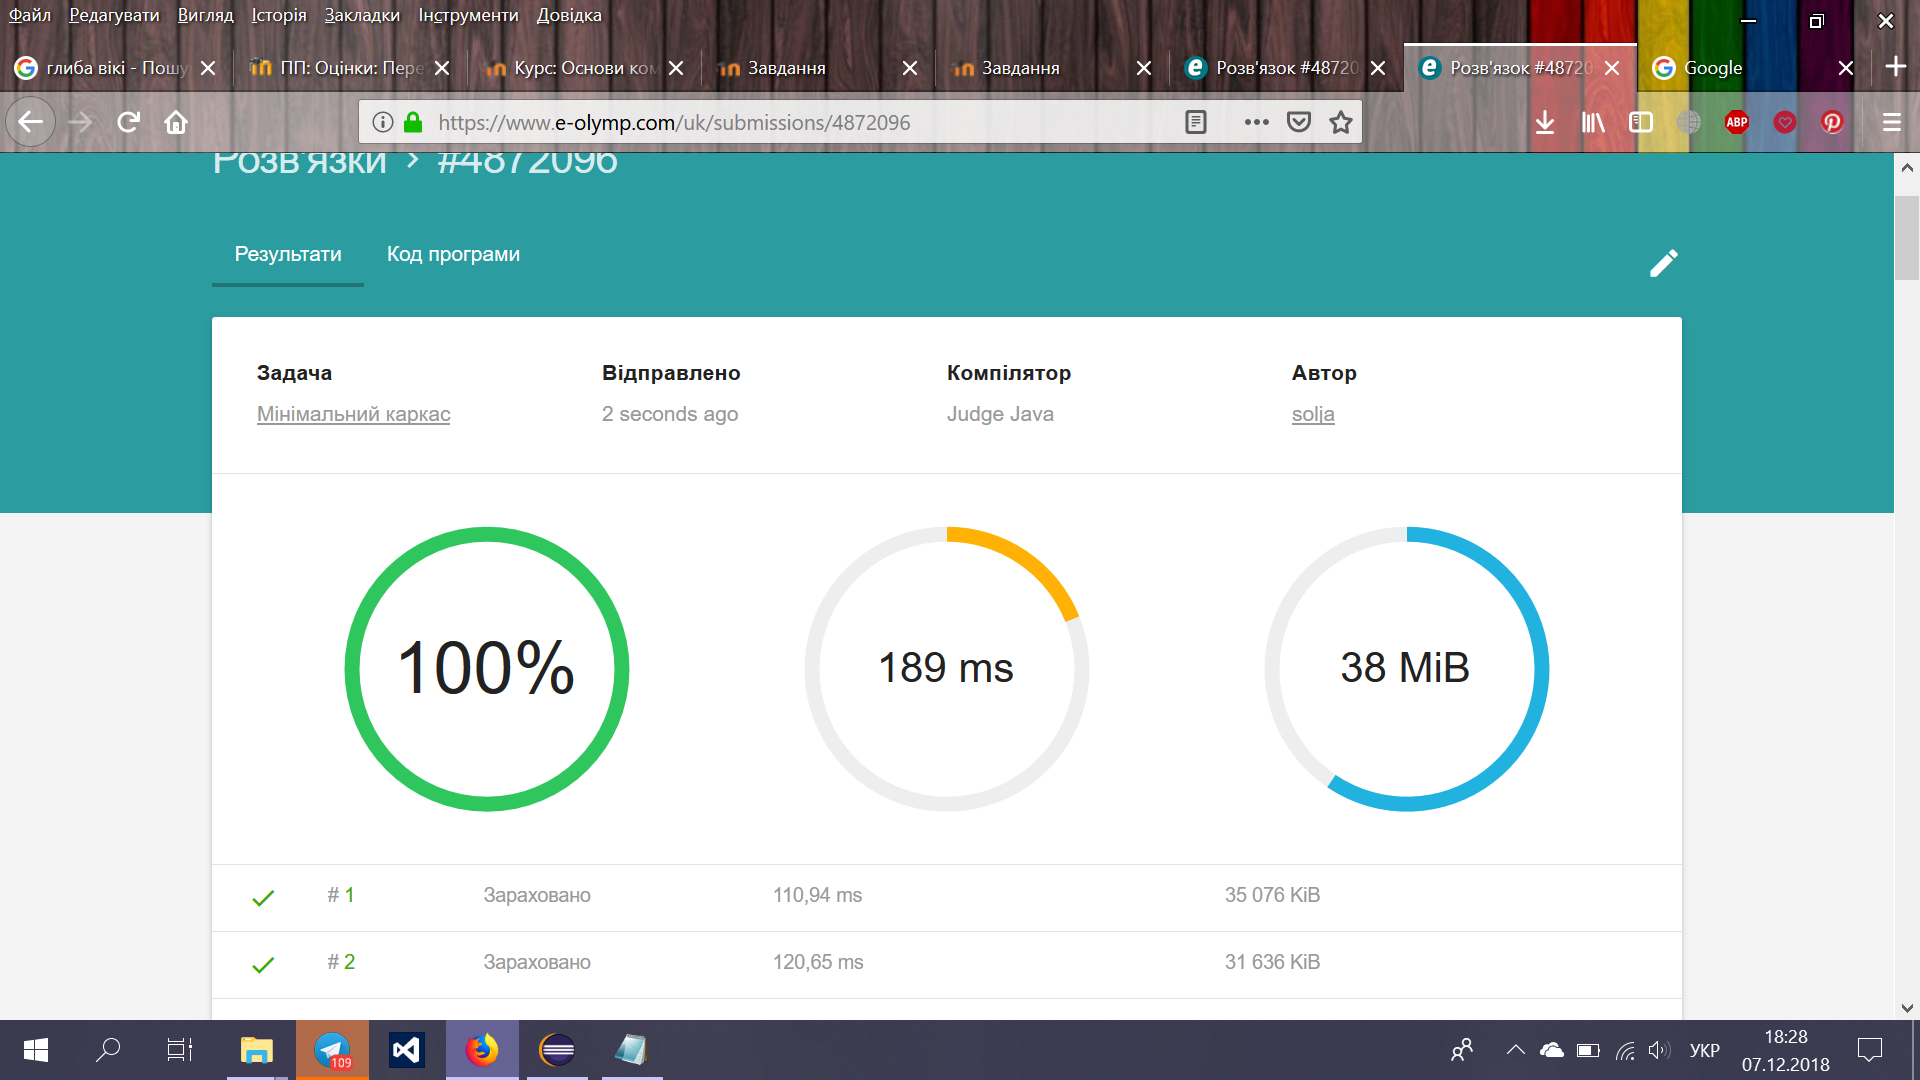 Файл Редагувати Вигляд Історія Закладки Інструменти Довідка
глиба вікі - Пошу ПП: Оцінки: Пере Курс: Основи ком Завдання Завдання Розв'язок #48720 Розв'язок #48720 Google
https://www.e-olymp.com/uk/submissions/4872096
ABP
Розв'язки › #4872096
Результати Код програми
Задача Відправлено Компілятор Автор
Мінімальний каркас 2 seconds ago Judge Java solja
100% 189 ms 38 MiB
# 1 Зараховано 110,94 ms 35 076 KiB
# 2 Зараховано 120,65 ms 31 636 KiB
109
УКР
18:28
07.12.2018